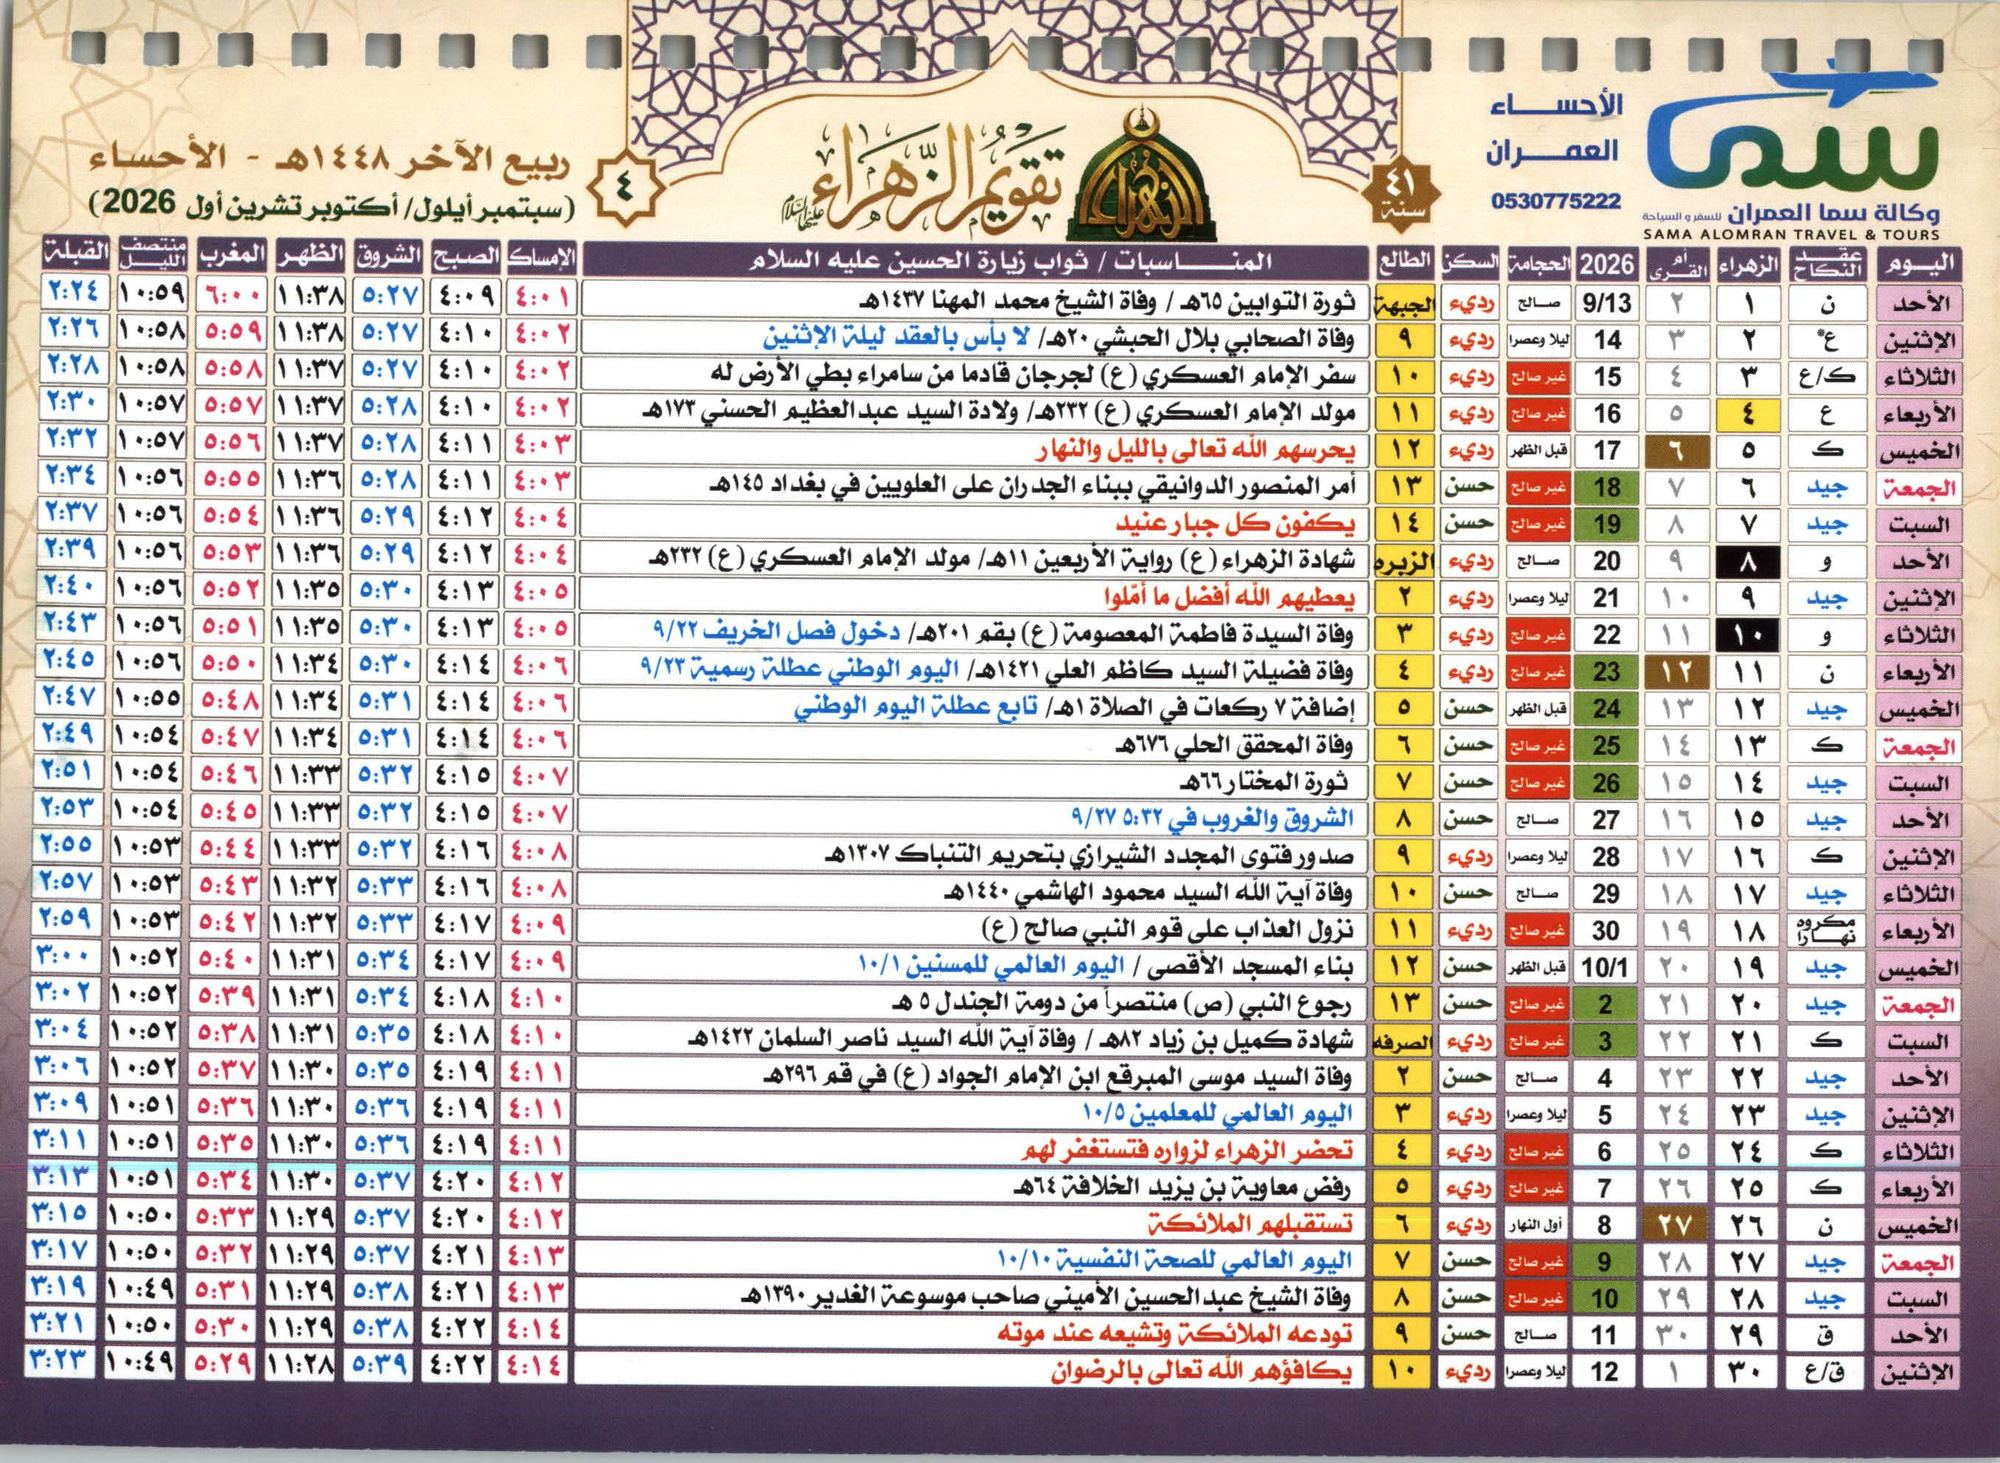 سما
الأحساء
العمران
0530775222
وكالة سما العمران للسفر و السياحة
SAMA ALOMRAN TRAVEL & TOURS
٤١ سنة
تقويم الزهراء عليها السلام
الزهراء
٤
ربيع الآخر ١٤٤٨هـ - الأحساء
(سبتمبر أيلول/ أكتوبر تشرين أول 2026)
اليوم عقد النكاح الزهراء أم القرى 2026 الحجامة السكن الطالع المناسبات / ثواب زيارة الحسين عليه السلام الإمساك الصبح الشروق الظهر المغرب منتصف الليل القبلة
الأحد ن ١ ٢ 9/13 صالح رديء الجبهة ثورة التوابين ٦٥هـ / وفاة الشيخ محمد المهنا ١٤٣٧هـ ٤:٠١ ٤:٠٩ ٥:٢٧ ١١:٣٨ ٦:٠٠ ١٠:٥٩ ٢:٢٤
الإثنين ع* ٢ ٣ 14 ليلا وعصرا رديء ٩ وفاة الصحابي بلال الحبشي ٢٠هـ/ لا بأس بالعقد ليلة الإثنين ٤:٠٢ ٤:١٠ ٥:٢٧ ١١:٣٨ ٥:٥٩ ١٠:٥٨ ٢:٢٦
الثلاثاء ك/ع ٣ ٤ 15 غير صالح رديء ١٠ سفر الإمام العسكري (ع) لجرجان قادما من سامراء بطي الأرض له ٤:٠٢ ٤:١٠ ٥:٢٧ ١١:٣٧ ٥:٥٨ ١٠:٥٨ ٢:٢٨
الأربعاء ع ٤ ٥ 16 غير صالح رديء ١١ مولد الإمام العسكري (ع) ٢٣٢هـ/ ولادة السيد عبدالعظيم الحسني ١٧٣هـ ٤:٠٢ ٤:١٠ ٥:٢٨ ١١:٣٧ ٥:٥٧ ١٠:٥٧ ٢:٣٠
الخميس ك ٥ ٦ 17 قبل الظهر رديء ١٢ يحرسهم الله تعالى بالليل والنهار ٤:٠٣ ٤:١١ ٥:٢٨ ١١:٣٧ ٥:٥٦ ١٠:٥٧ ٢:٣٢
الجمعة جيد ٦ ٧ 18 غير صالح حسن ١٣ أمر المنصور الدوانيقي ببناء الجدران على العلويين في بغداد ١٤٥هـ ٤:٠٣ ٤:١١ ٥:٢٨ ١١:٣٦ ٥:٥٥ ١٠:٥٦ ٢:٣٤
السبت جيد ٧ ٨ 19 غير صالح حسن ١٤ يكفون كل جبار عنيد ٤:٠٤ ٤:١٢ ٥:٢٩ ١١:٣٦ ٥:٥٤ ١٠:٥٦ ٢:٣٧
الأحد و ٨ ٩ 20 صالح رديء الزبره شهادة الزهراء (ع) رواية الأربعين ١١هـ/ مولد الإمام العسكري (ع) ٢٣٢هـ ٤:٠٤ ٤:١٢ ٥:٢٩ ١١:٣٦ ٥:٥٣ ١٠:٥٦ ٢:٣٩
الإثنين جيد ٩ ١٠ 21 ليلا وعصرا رديء ٢ يعطيهم الله أفضل ما أمّلوا ٤:٠٥ ٤:١٣ ٥:٣٠ ١١:٣٥ ٥:٥٢ ١٠:٥٦ ٢:٤٠
الثلاثاء و ١٠ ١١ 22 غير صالح رديء ٣ وفاة السيدة فاطمة المعصومة (ع) بقم ٢٠١هـ/ دخول فصل الخريف ٩/٢٢ ٤:٠٥ ٤:١٣ ٥:٣٠ ١١:٣٥ ٥:٥١ ١٠:٥٦ ٢:٤٣
الأربعاء ن ١١ ١٢ 23 غير صالح رديء ٤ وفاة فضيلة السيد كاظم العلي ١٤٢١هـ/ اليوم الوطني عطلة رسمية ٩/٢٣ ٤:٠٦ ٤:١٤ ٥:٣٠ ١١:٣٤ ٥:٥٠ ١٠:٥٦ ٢:٤٥
الخميس جيد ١٢ ١٣ 24 قبل الظهر حسن ٥ إضافة ٧ ركعات في الصلاة ١هـ/ تابع عطلة اليوم الوطني ٤:٠٦ ٤:١٤ ٥:٣١ ١١:٣٤ ٥:٤٨ ١٠:٥٥ ٢:٤٧
الجمعة ك ١٣ ١٤ 25 غير صالح حسن ٦ وفاة المحقق الحلي ٦٧٦هـ ٤:٠٦ ٤:١٤ ٥:٣١ ١١:٣٤ ٥:٤٧ ١٠:٥٤ ٢:٤٩
السبت جيد ١٤ ١٥ 26 غير صالح حسن ٧ ثورة المختار ٦٦هـ ٤:٠٧ ٤:١٥ ٥:٣٢ ١١:٣٣ ٥:٤٦ ١٠:٥٤ ٢:٥١
الأحد جيد ١٥ ١٦ 27 صالح حسن ٨ الشروق والغروب في ٥:٣٢ ٩/٢٧ ٤:٠٧ ٤:١٥ ٥:٣٢ ١١:٣٣ ٥:٤٥ ١٠:٥٤ ٢:٥٣
الإثنين ك ١٦ ١٧ 28 ليلا وعصرا رديء ٩ صدور فتوى المجدد الشيرازي بتحريم التنباك ١٣٠٧هـ ٤:٠٨ ٤:١٦ ٥:٣٢ ١١:٣٣ ٥:٤٤ ١٠:٥٣ ٢:٥٥
الثلاثاء جيد ١٧ ١٨ 29 صالح حسن ١٠ وفاة آية الله السيد محمود الهاشمي ١٤٤٠هـ ٤:٠٨ ٤:١٦ ٥:٣٣ ١١:٣٢ ٥:٤٣ ١٠:٥٣ ٢:٥٧
الأربعاء مكروه نهارا ١٨ ١٩ 30 غير صالح رديء ١١ نزول العذاب على قوم النبي صالح (ع) ٤:٠٩ ٤:١٧ ٥:٣٣ ١١:٣٢ ٥:٤٢ ١٠:٥٣ ٢:٥٩
الخميس جيد ١٩ ٢٠ 10/1 قبل الظهر حسن ١٢ بناء المسجد الأقصى / اليوم العالمي للمسنين ١٠/١ ٤:٠٩ ٤:١٧ ٥:٣٤ ١١:٣١ ٥:٤٠ ١٠:٥٢ ٣:٠٠
الجمعة جيد ٢٠ ٢١ 2 غير صالح حسن ١٣ رجوع النبي (ص) منتصراً من دومة الجندل ٥ هـ ٤:١٠ ٤:١٨ ٥:٣٤ ١١:٣١ ٥:٣٩ ١٠:٥٢ ٣:٠٢
السبت ك ٢١ ٢٢ 3 غير صالح رديء الصرفه شهادة كميل بن زياد ٨٢هـ / وفاة آية الله السيد ناصر السلمان ١٤٢٢هـ ٤:١٠ ٤:١٨ ٥:٣٥ ١١:٣١ ٥:٣٨ ١٠:٥٢ ٣:٠٤
الأحد جيد ٢٢ ٢٣ 4 صالح حسن ٢ وفاة السيد موسى المبرقع ابن الإمام الجواد (ع) في قم ٢٩٦هـ ٤:١١ ٤:١٩ ٥:٣٥ ١١:٣٠ ٥:٣٧ ١٠:٥٢ ٣:٠٦
الإثنين جيد ٢٣ ٢٤ 5 ليلا وعصرا رديء ٣ اليوم العالمي للمعلمين ١٠/٥ ٤:١١ ٤:١٩ ٥:٣٦ ١١:٣٠ ٥:٣٦ ١٠:٥١ ٣:٠٩
الثلاثاء ك ٢٤ ٢٥ 6 غير صالح رديء ٤ تحضر الزهراء لزواره فتستغفر لهم ٤:١١ ٤:١٩ ٥:٣٦ ١١:٣٠ ٥:٣٥ ١٠:٥١ ٣:١١
الأربعاء ك ٢٥ ٢٦ 7 غير صالح رديء ٥ رفض معاوية بن يزيد الخلافة ٦٤هـ ٤:١٢ ٤:٢٠ ٥:٣٧ ١١:٣٠ ٥:٣٤ ١٠:٥١ ٣:١٣
الخميس ن ٢٦ ٢٧ 8 أول النهار رديء ٦ تستقبلهم الملائكة ٤:١٢ ٤:٢٠ ٥:٣٧ ١١:٢٩ ٥:٣٣ ١٠:٥٠ ٣:١٥
الجمعة جيد ٢٧ ٢٨ 9 غير صالح حسن ٧ اليوم العالمي للصحة النفسية ١٠/١٠ ٤:١٣ ٤:٢١ ٥:٣٧ ١١:٢٩ ٥:٣٢ ١٠:٥٠ ٣:١٧
السبت جيد ٢٨ ٢٩ 10 غير صالح حسن ٨ وفاة الشيخ عبدالحسين الأميني صاحب موسوعة الغدير ١٣٩٠هـ ٤:١٣ ٤:٢١ ٥:٣٨ ١١:٢٩ ٥:٣١ ١٠:٤٩ ٣:١٩
الأحد ق ٢٩ ٣٠ 11 صالح حسن ٩ تودعه الملائكة وتشيعه عند موته ٤:١٤ ٤:٢٢ ٥:٣٨ ١١:٢٩ ٥:٣٠ ١٠:٥٠ ٣:٢١
الإثنين ق/ع ٣٠ ١ 12 ليلا وعصرا رديء ١٠ يكافؤهم الله تعالى بالرضوان ٤:١٤ ٤:٢٢ ٥:٣٩ ١١:٢٨ ٥:٢٩ ١٠:٤٩ ٣:٢٣